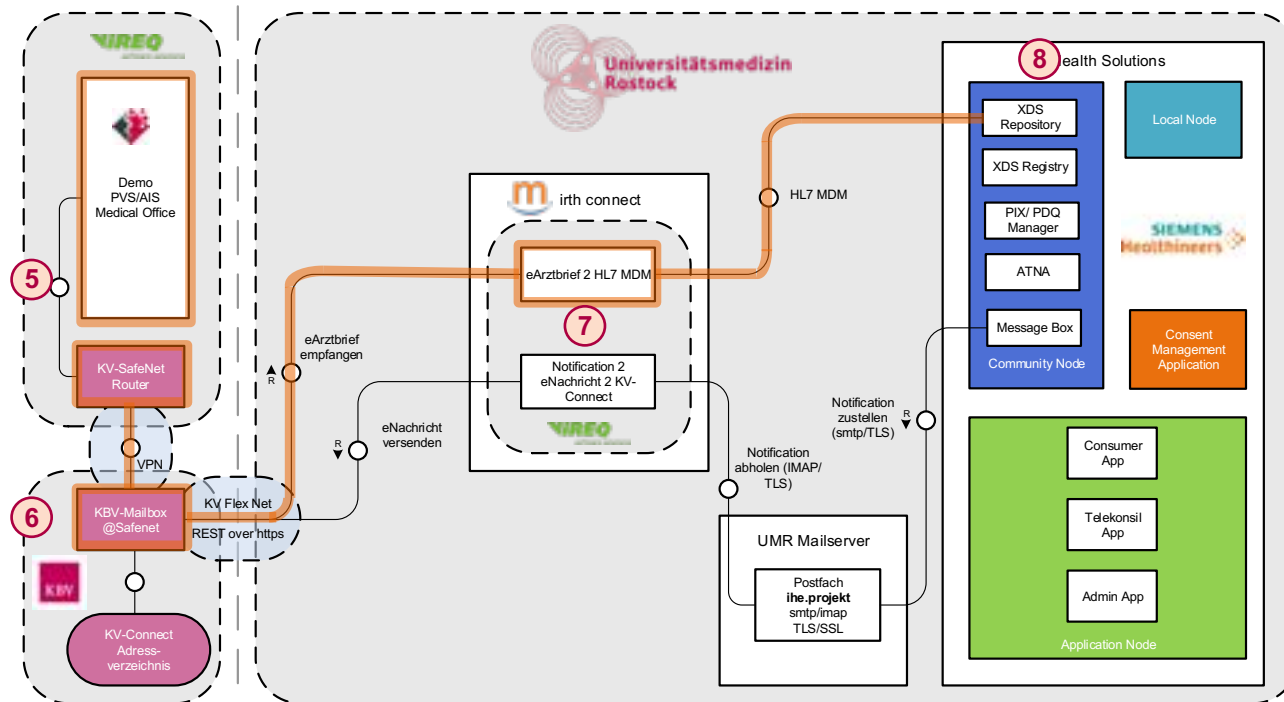 VIREQ
Demo
PVS/AIS
Medical Office
5
KV-SafeNet
Router
VPN
6
KBV-Mailbox
@Safenet
KBV
KV-Connect
Adress-
verzeichnis
KV Flex Net
REST over https
eArztbrief
empfangen
R
eNachricht
versenden
R
Universitätsmedizin
Rostock
m
irth connect
eArztbrief 2 HL7 MDM
7
Notification 2
eNachricht 2 KV-
Connect
VIREQ
HL7 MDM
Notification
abholen (IMAP/
TLS)
Notification
zustellen
(smtp/TLS)
R
UMR Mailserver
Postfach
ihe.projekt
smtp/imap
TLS/SSL
8
ealth Solutions
XDS
Repository
XDS Registry
PIX/ PDQ
Manager
ATNA
Message Box
Community Node
Local Node
SIEMENS
Healthineers
Consent
Management
Application
Consumer
App
Telekonsil
App
Admin App
Application Node